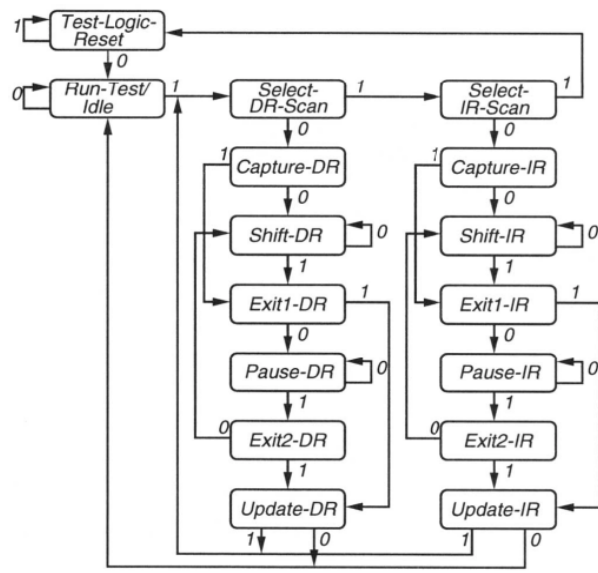 1
Test-Logic-
Reset
0
0
Run-Test/
Idle
1
Select-
DR-Scan
1
Select-
IR-Scan
1
0
0
1
Capture-DR
1
Capture-IR
0
0
Shift-DR
0
Shift-IR
0
1
1
Exit1-DR
1
Exit1-IR
1
0
0
Pause-DR
0
Pause-IR
0
1
1
0
Exit2-DR
0
Exit2-IR
1
1
Update-DR
Update-IR
1
0
1
0